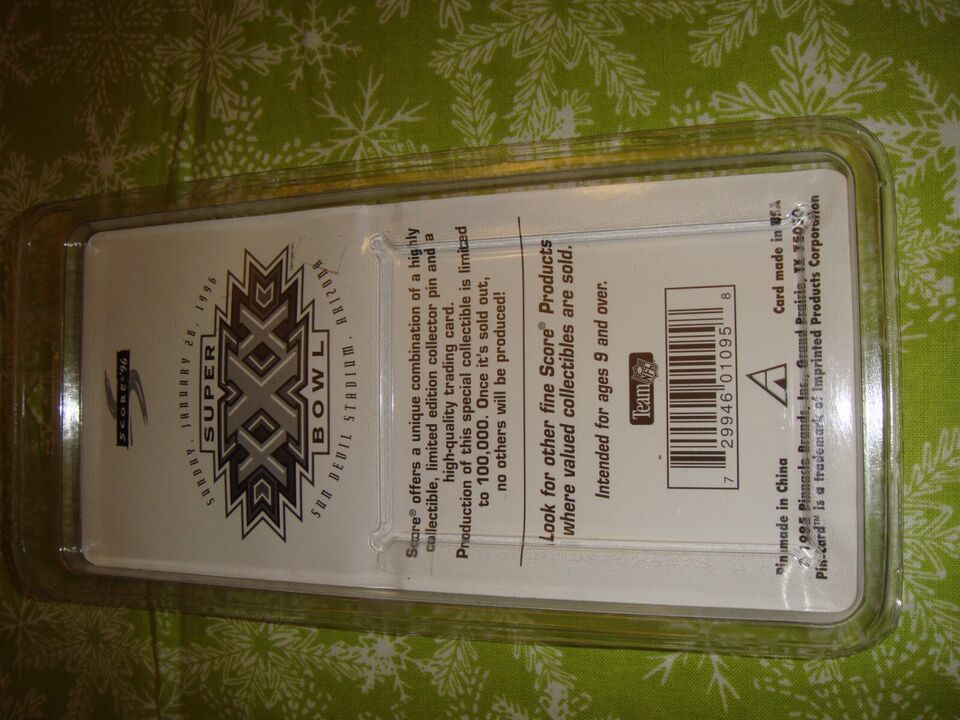 SCORE®'96
SUNDAY, JANUARY 28, 1996
SUPER
XXX
BOWL
SUN DEVIL STADIUM, ARIZONA
Score® offers a unique combination of a highly
collectible, limited edition collector pin and a
high-quality trading card.
Production of this special collectible is limited
to 100,000. Once it's sold out,
no others will be produced!
Look for other fine Score® Products
where valued collectibles are sold.
Intended for ages 9 and over.
Team NFL
7 29946 01095 8
Pin made in China
Card made in USA
© 1995 Pinnacle Brands, Inc., Grand Prairie, TX 75050
Pin-Card™ is a trademark of Imprinted Products Corporation